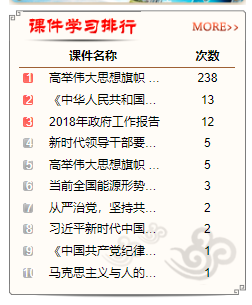 课件学习排行 MORE>>
课件名称 次数
1 高举伟大思想旗帜 ... 238
2 《中华人民共和国... 13
3 2018年政府工作报告 12
4 新时代领导干部要... 5
5 高举伟大思想旗帜 ... 5
6 当前全国能源形势... 3
7 从严治党，坚持共... 2
8 习近平新时代中国... 2
9 《中国共产党纪律... 1
10 马克思主义与人的... 1